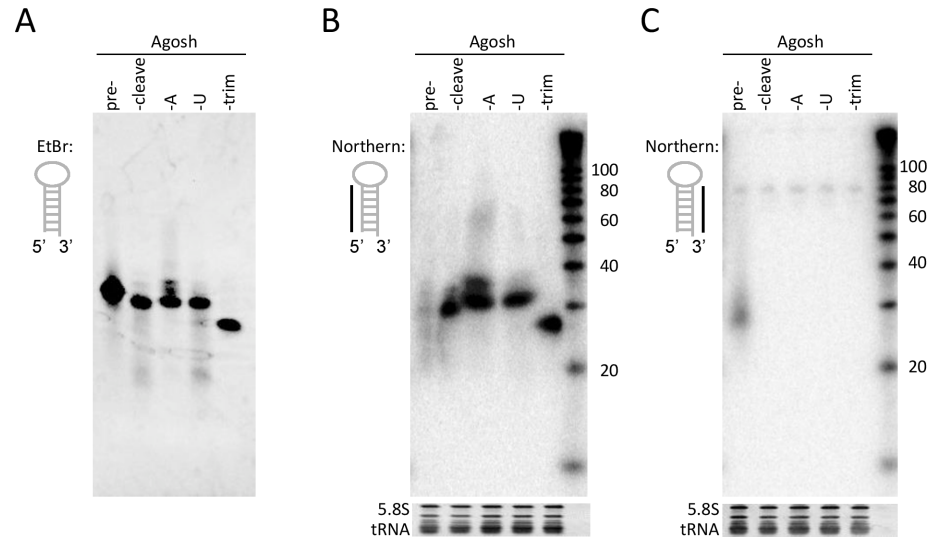 A
Agosh
pre-
-cleave
-A
-U
-trim
EtBr:
5' 3'
B
Agosh
pre-
-cleave
-A
-U
-trim
Northern:
5' 3'
100
80
60
40
20
5.8S
tRNA
C
Agosh
pre-
-cleave
-A
-U
-trim
Northern:
5' 3'
100
80
60
40
20
5.8S
tRNA